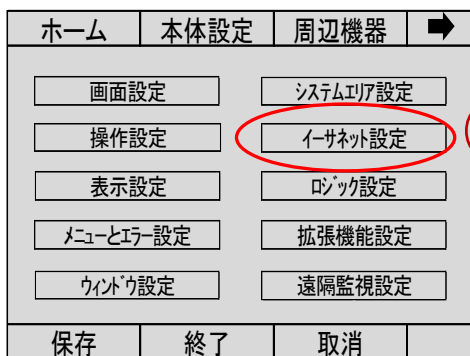 ホーム 本体設定 周辺機器 ➡
画面設定 システムエリア設定
操作設定 イーサネット設定
表示設定 ロジック設定
メニューとエラー設定 拡張機能設定
ウィンドウ設定 遠隔監視設定
保存 終了 取消